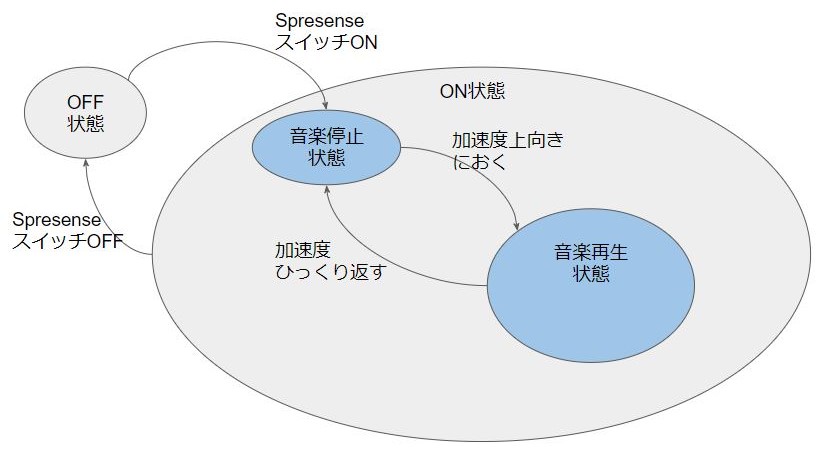 Spresense
スイッチON
OFF
状態
ON状態
音楽停止
状態
加速度上向き
におく
Spresense
スイッチOFF
加速度
ひっくり返す
音楽再生
状態